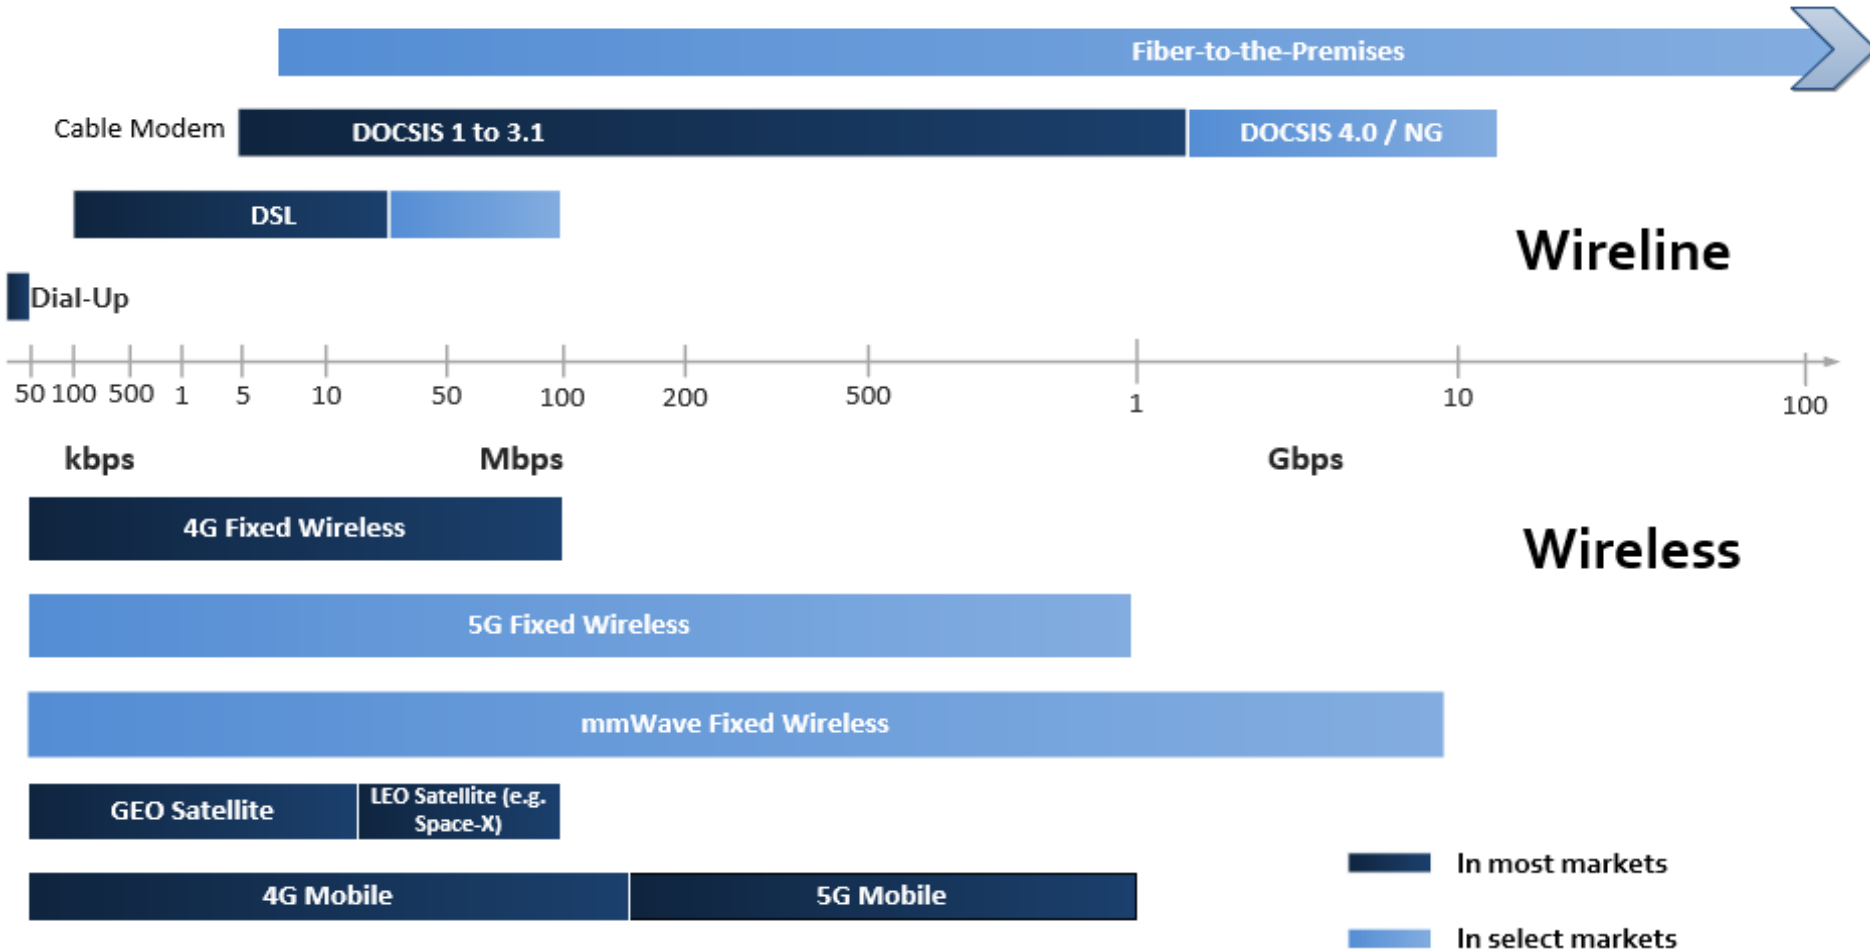 Fiber-to-the-Premises
Cable Modem DOCSIS 1 to 3.1 DOCSIS 4.0 / NG
DSL
Wireline
Dial-Up
50 100 500 1 5 10 50 100 200 500 1 10 100
kbps Mbps Gbps
4G Fixed Wireless
Wireless
5G Fixed Wireless
mmWave Fixed Wireless
GEO Satellite
LEO Satellite (e.g.
Space-X)
In most markets
4G Mobile 5G Mobile
In select markets